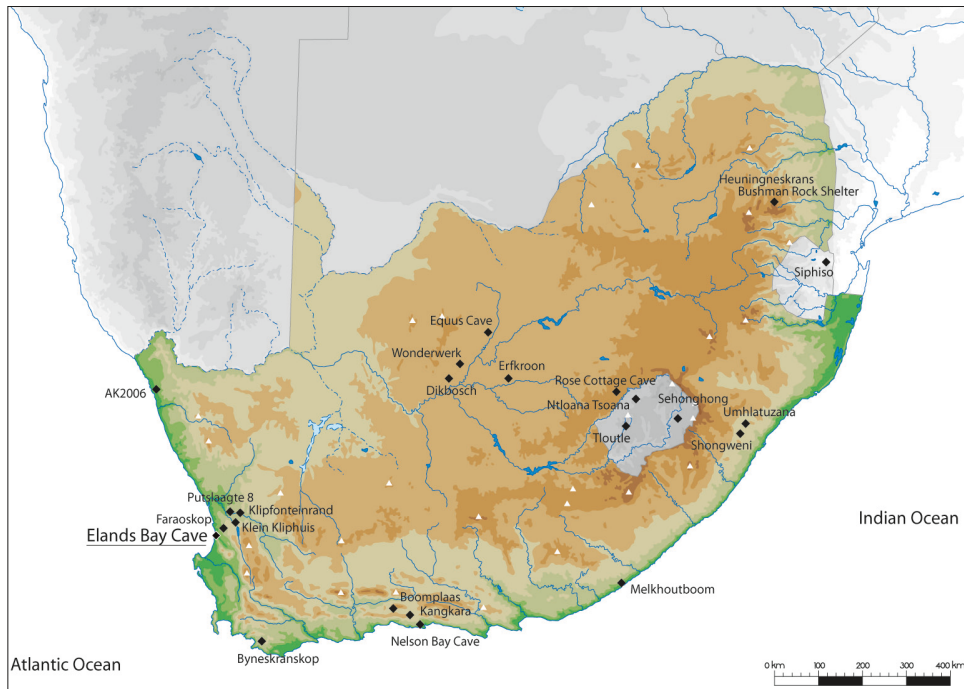 Heuningneskrans
Bushman Rock Shelter
Siphiso
Equus Cave
Wonderwerk
Erfkroon
Dikbosch
Rose Cottage Cave
AK2006
Ntloana Tsoana
Sehonghong
Umhlatuzana
Tloutle
Shongweni
Putslaagte 8
Klipfonteinrand
Faraoskop
Klein Kliphuis
Elands Bay Cave
Indian Ocean
Melkhoutboom
Boomplaas
Kangkara
Nelson Bay Cave
Byneskranskop
Atlantic Ocean
0 km 100 200 300 400 km